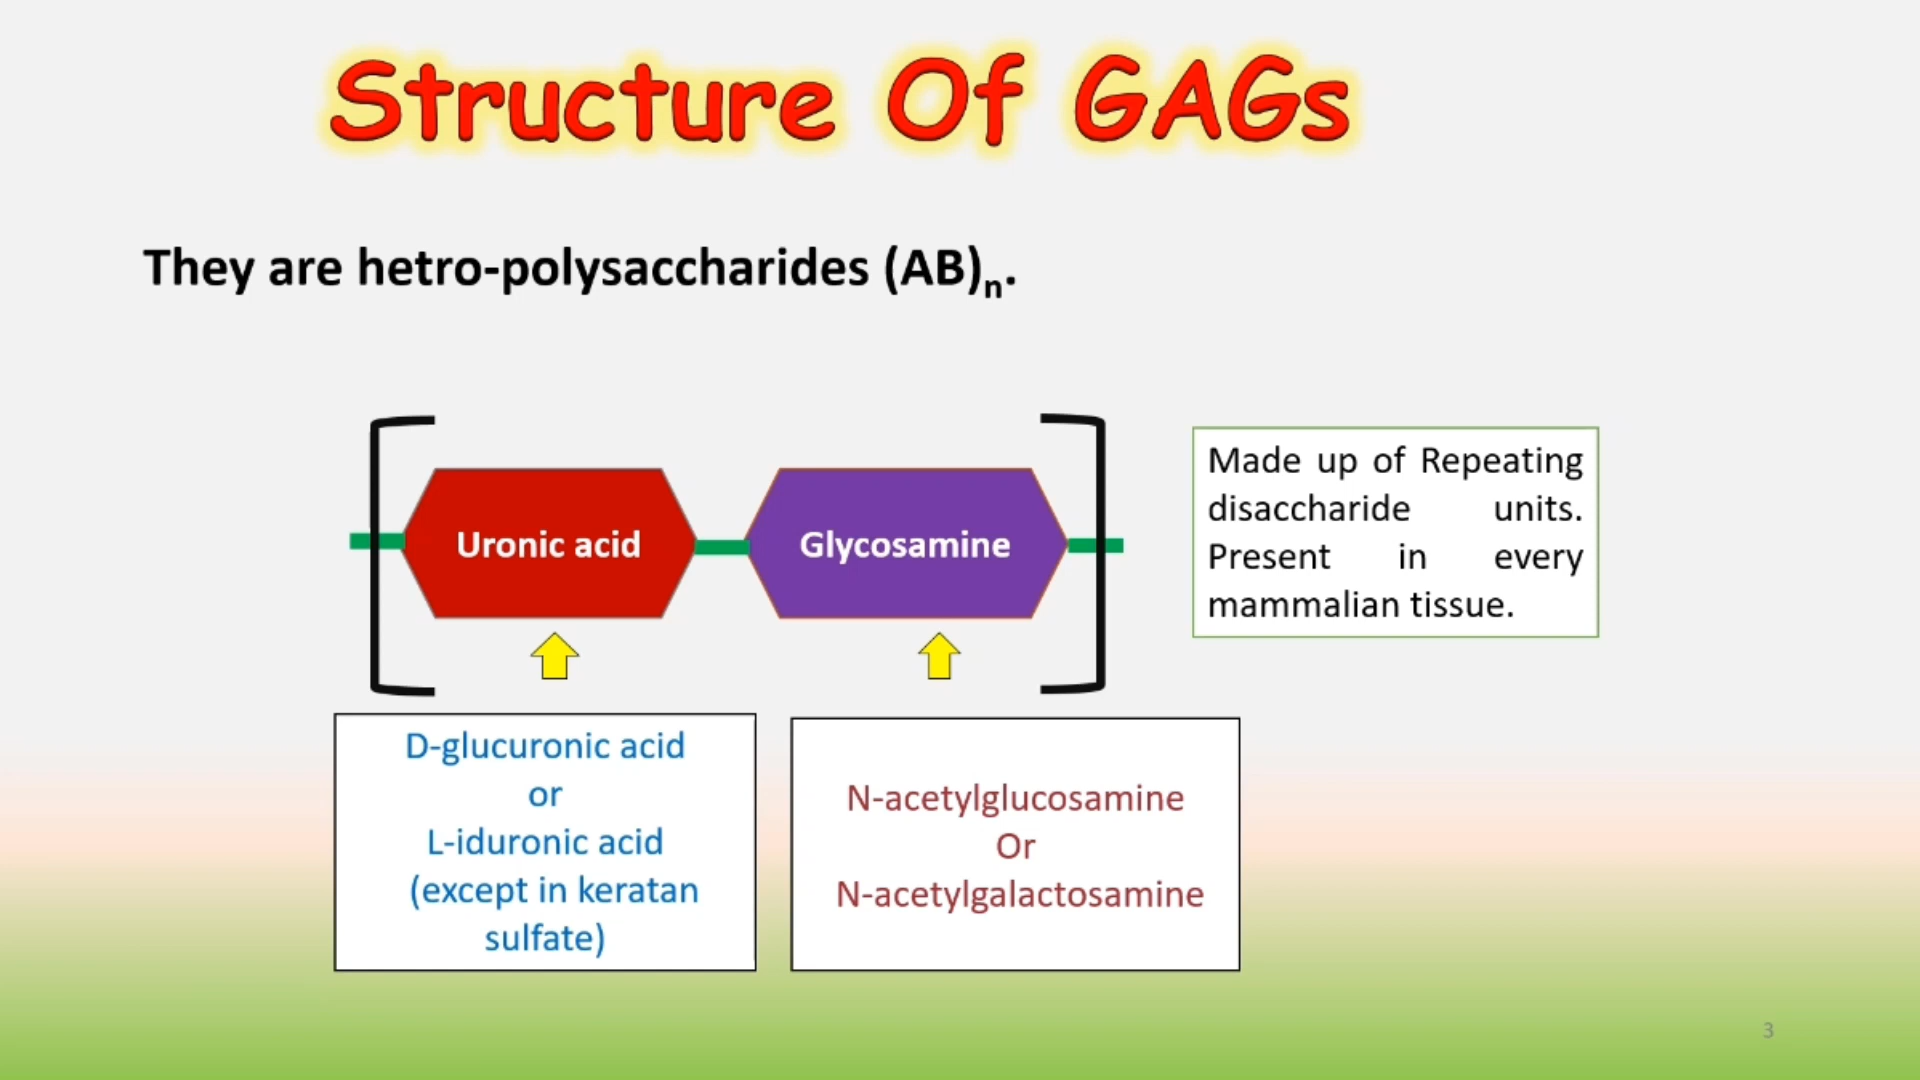 Structure Of GAGs
They are hetro-polysaccharides (AB)n.
Uronic acid
Glycosamine
Made up of Repeating
disaccharide units.
Present in every
mammalian tissue.
D-glucuronic acid
or
L-iduronic acid
(except in keratan
sulfate)
N-acetylglucosamine
Or
N-acetylgalactosamine
3